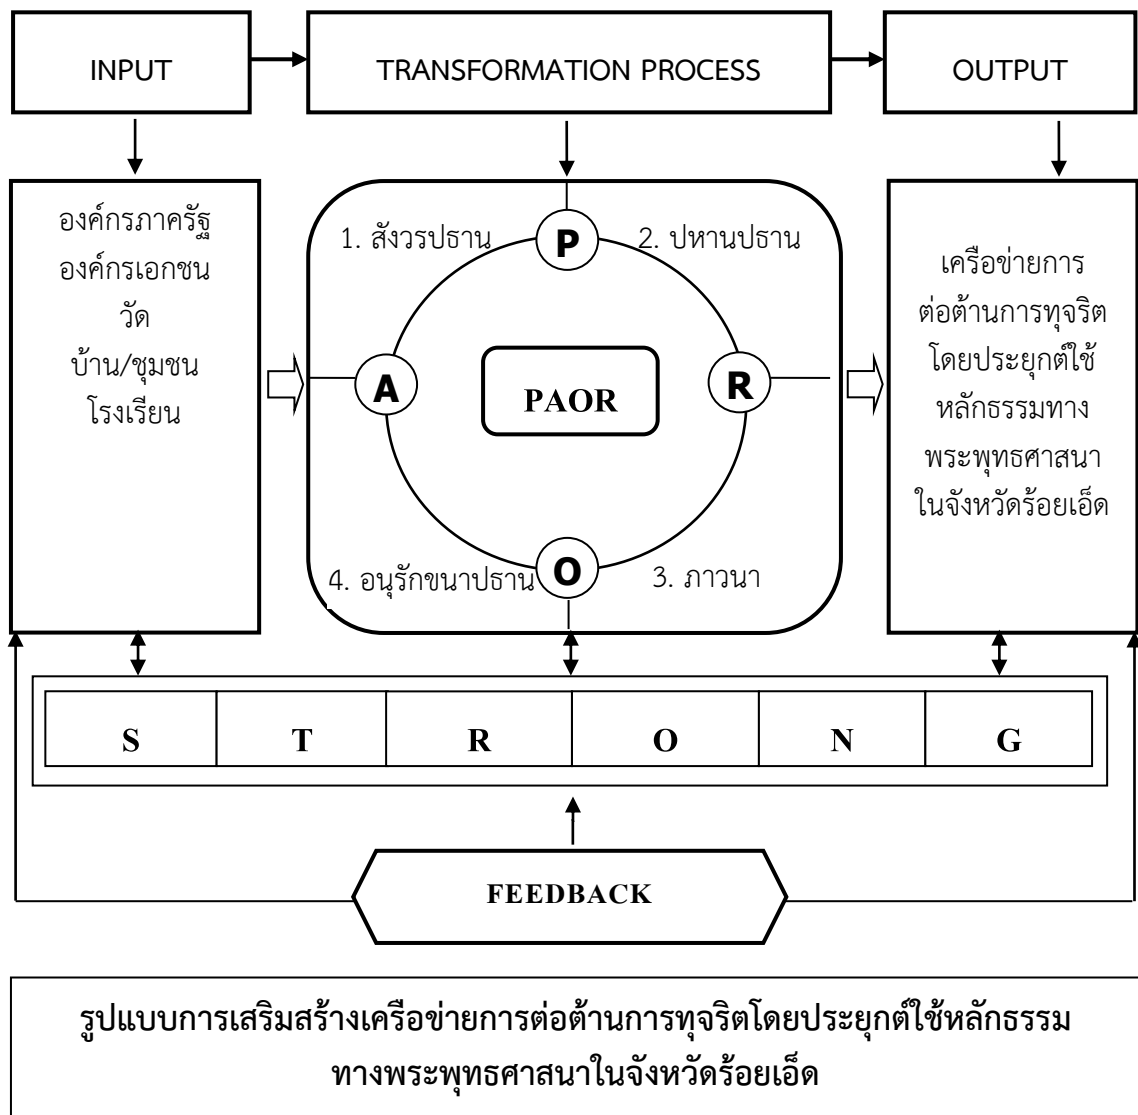 INPUT
TRANSFORMATION PROCESS
OUTPUT
องค์กรภาครัฐ
องค์กรเอกชน
วัด
บ้าน/ชุมชน
โรงเรียน
1. สังวรปธาน
P
2. ปหานปธาน
A
PAOR
R
4. อนุรักขนาปธาน
O
3. ภาวนา
เครือข่ายการ
ต่อต้านการทุจริต
โดยประยุกต์ใช้
หลักธรรมทาง
พระพุทธศาสนา
ในจังหวัดร้อยเอ็ด
S T R O N G
FEEDBACK
รูปแบบการเสริมสร้างเครือข่ายการต่อต้านการทุจริตโดยประยุกต์ใช้หลักธรรม
ทางพระพุทธศาสนาในจังหวัดร้อยเอ็ด